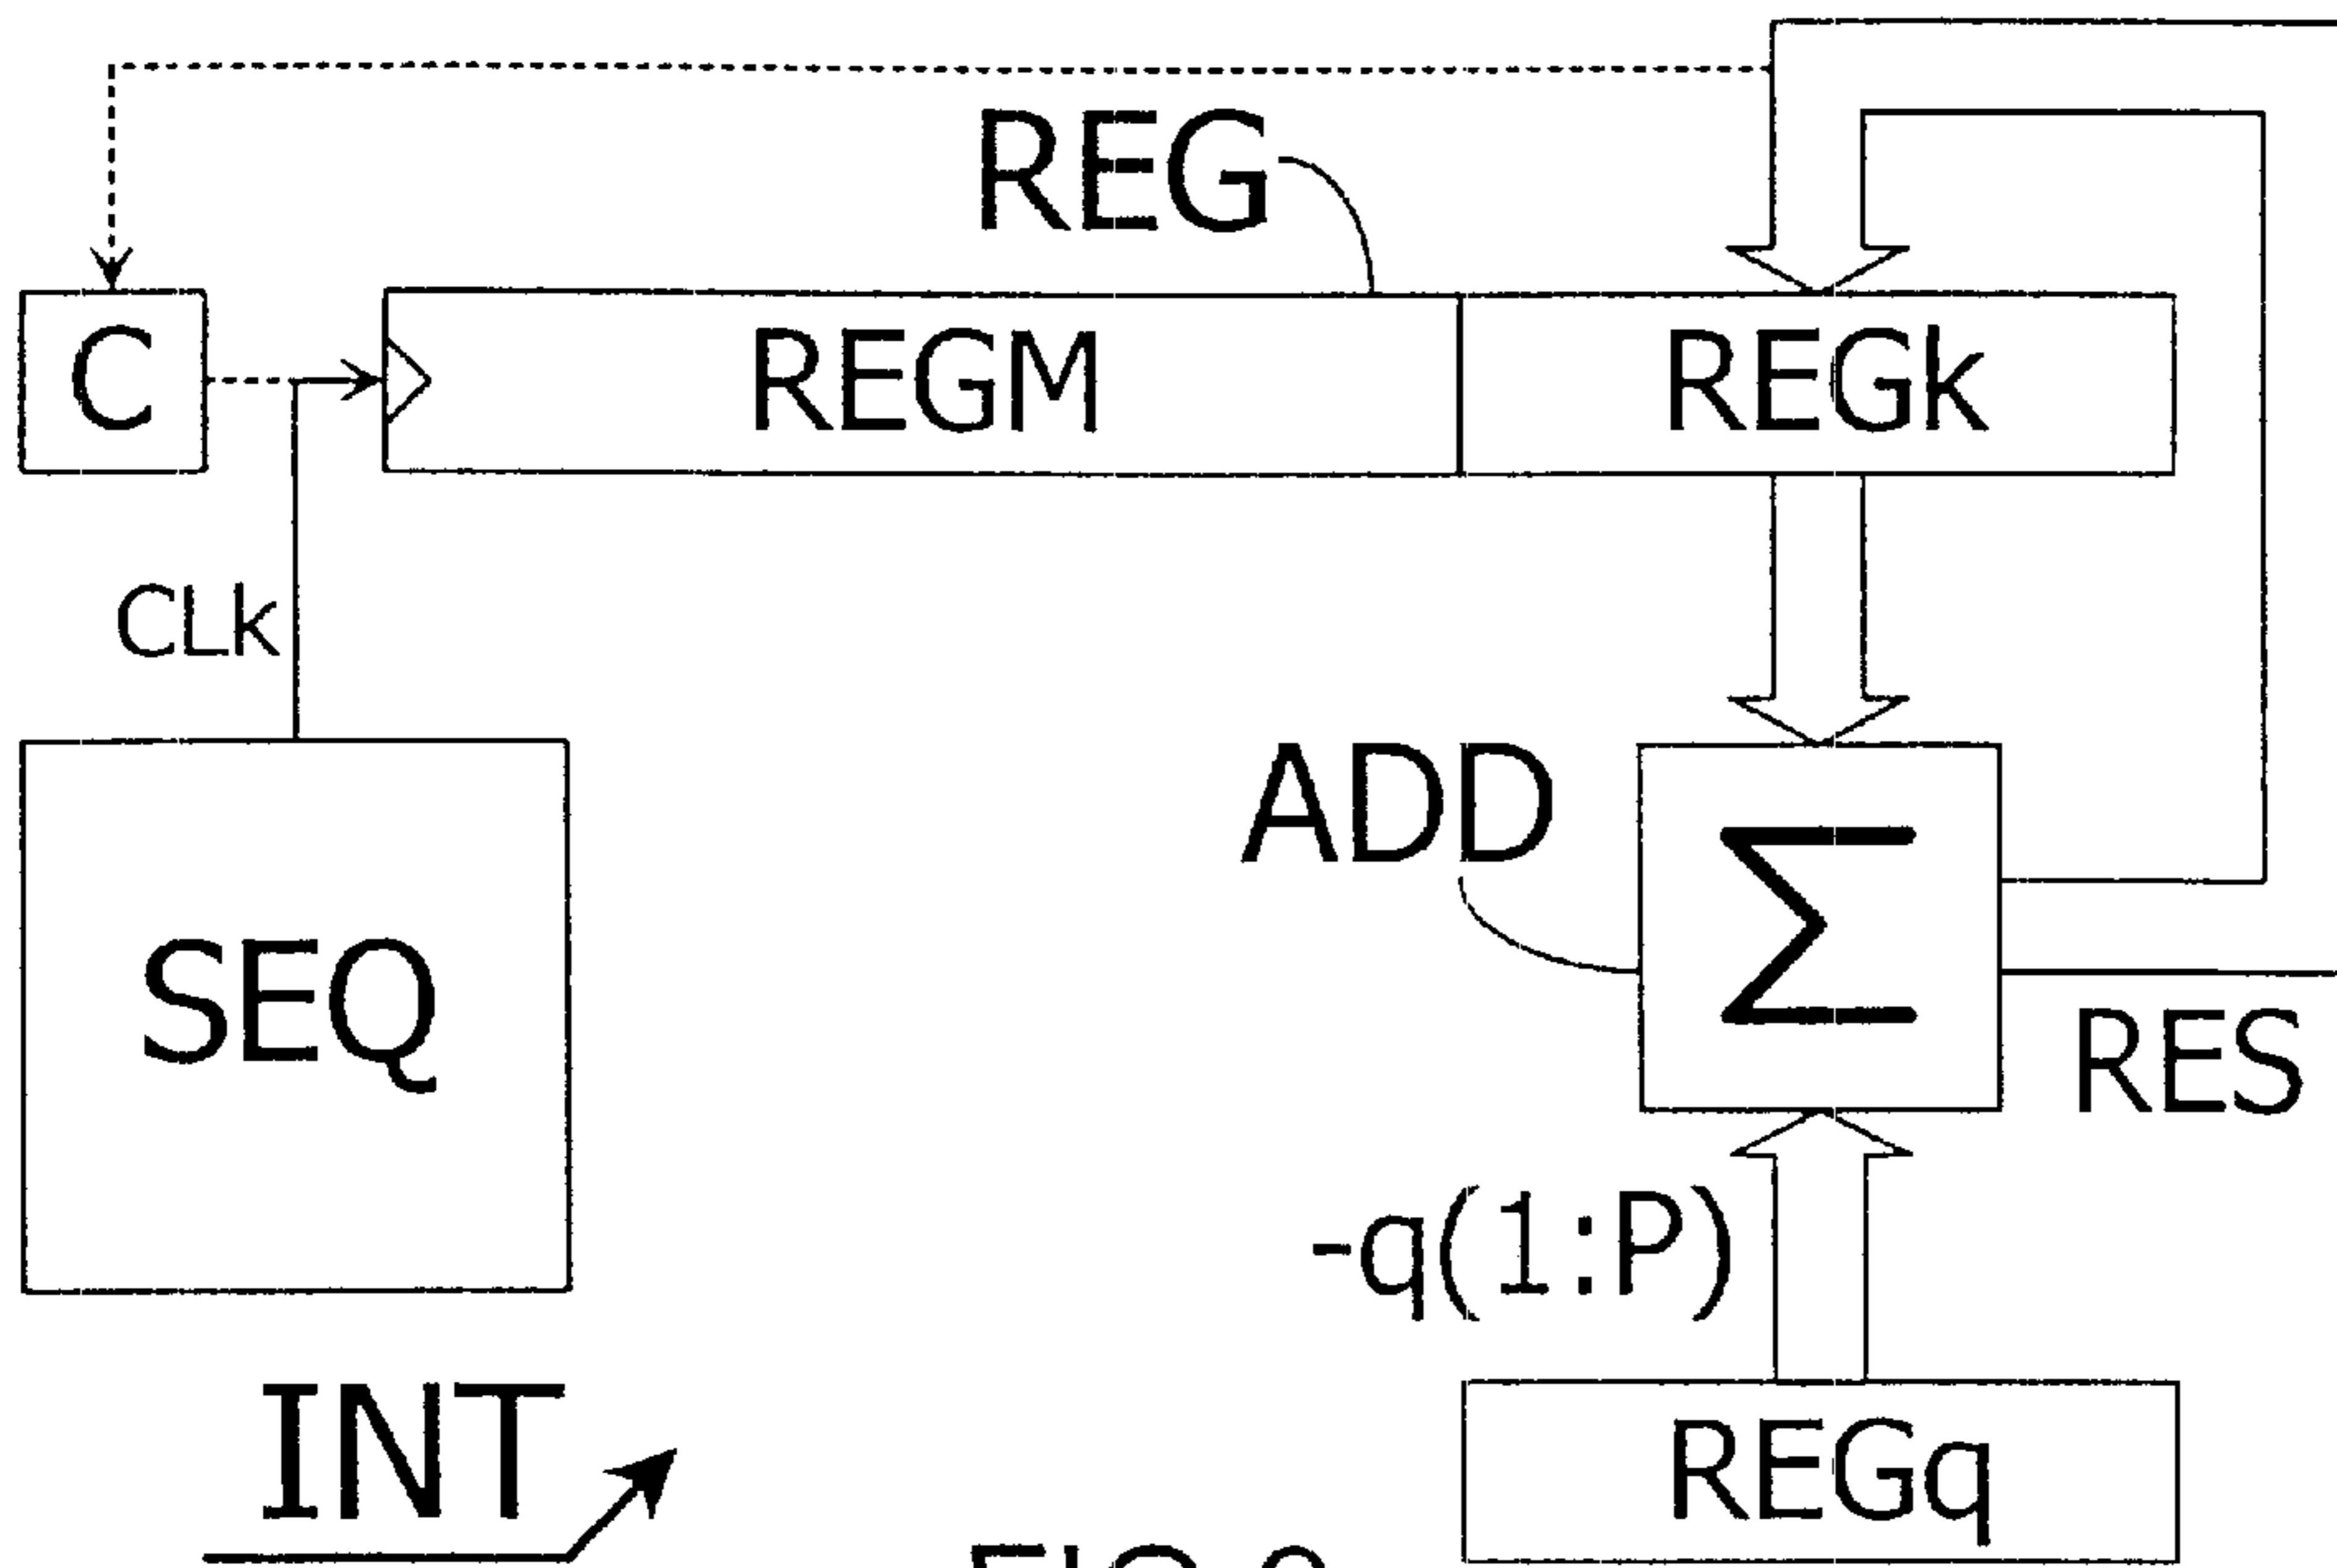 REG
C
REGM
REGk
CLk
ADD
Σ
SEQ
RES
-q(1:P)
INT
REGq